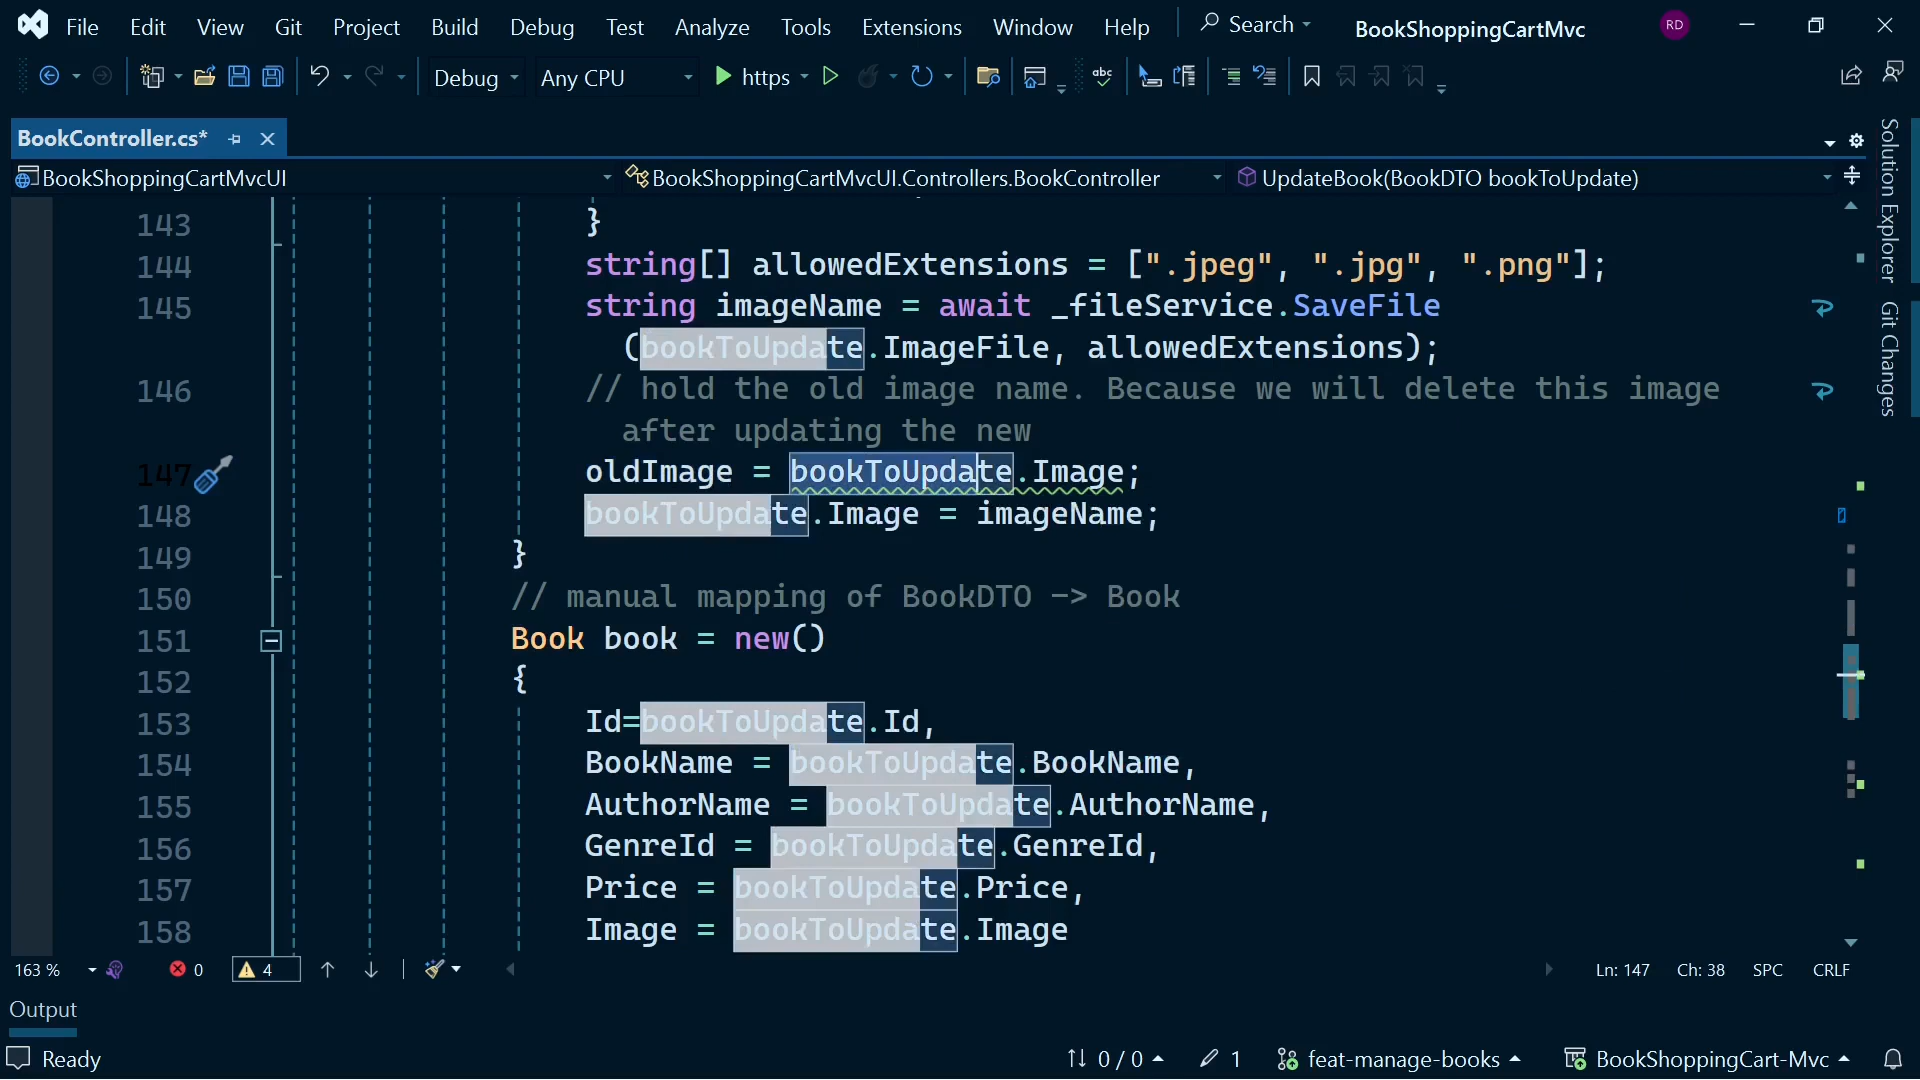 File Edit View Git Project Build Debug Test Analyze Tools Extensions Window Help Search BookShoppingCartMvc RD
Debug Any CPU https abc
BookController.cs*
BookShoppingCartMvcUI BookShoppingCartMvcUI.Controllers.BookController UpdateBook(BookDTO bookToUpdate)
Solution Explorer
Git Changes
143 }
144 string[] allowedExtensions = [".jpeg", ".jpg", ".png"];
145 string imageName = await _fileService.SaveFile
(bookToUpdate.ImageFile, allowedExtensions);
146 // hold the old image name. Because we will delete this image
after updating the new
147 oldImage = bookToUpdate.Image;
148 bookToUpdate.Image = imageName;
149 }
150 // manual mapping of BookDTO -> Book
151 Book book = new()
152 {
153 Id=bookToUpdate.Id,
154 BookName = bookToUpdate.BookName,
155 AuthorName = bookToUpdate.AuthorName,
156 GenreId = bookToUpdate.GenreId,
157 Price = bookToUpdate.Price,
158 Image = bookToUpdate.Image
163 % 0 4 Ln: 147 Ch: 38 SPC CRLF
Output
Ready 0 / 0 1 feat-manage-books BookShoppingCart-Mvc